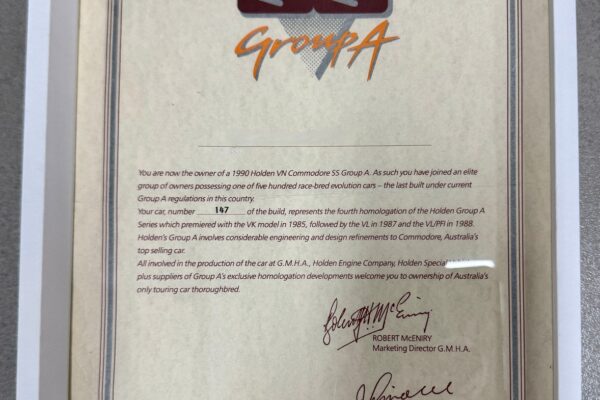 Group A
You are now the owner of a 1990 Holden VN Commodore SS Group A. As such you have joined an elite
group of owners possessing one of five hundred race-bred evolution cars – the last built under current
Group A regulations in this country.
Your car, number 147 of the build, represents the fourth homologation of the Holden Group A
Series which premiered with the VK model in 1985, followed by the VL in 1987 and the VL/PFI in 1988.
Holden's Group A involves considerable engineering and design refinements to Commodore, Australia's
top selling car.
All involved in the production of the car at G.M.H.A., Holden Engine Company, Holden Special
plus suppliers of Group A's exclusive homologation developments welcome you to ownership of Australia's
only touring car thoroughbred.
ROBERT McENIRY
Marketing Director G.M.H.A.